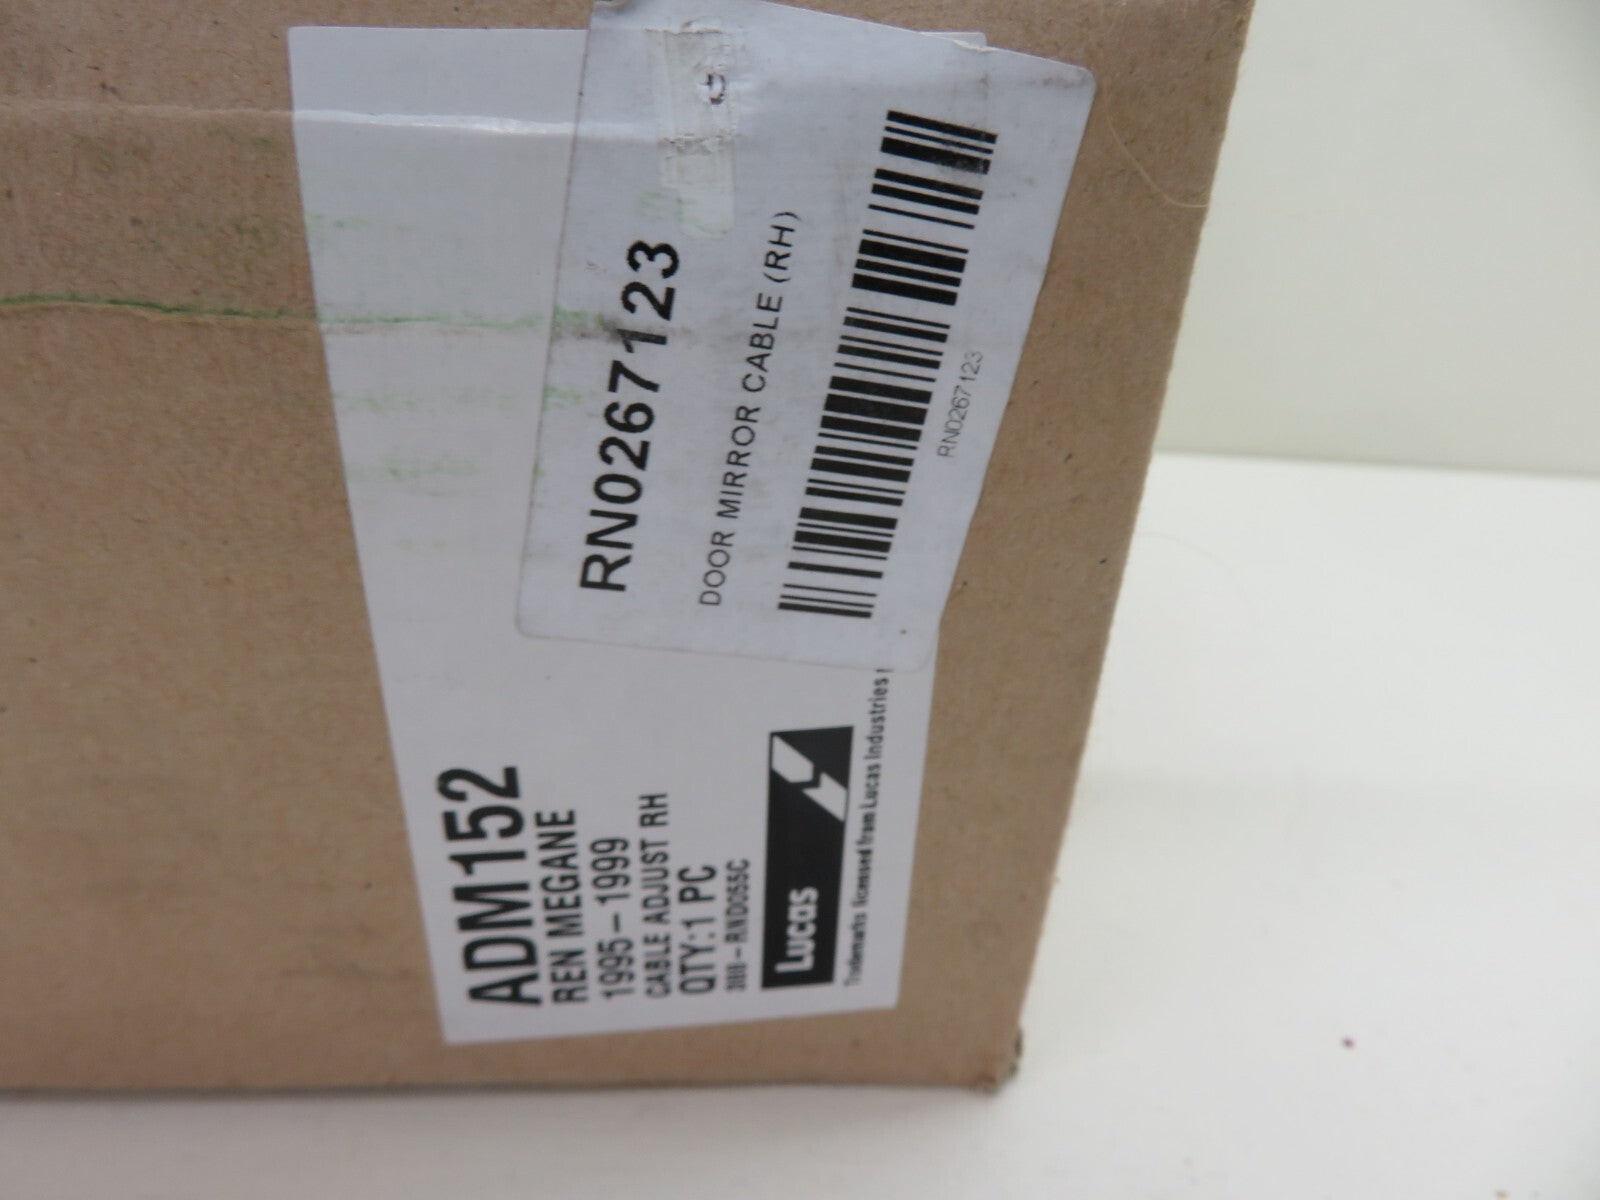 RN0267123
DOOR MIRROR CABLE (RH)
RN0267123
ADM152
REN MEGANE
1995-1999
CABLE ADJUST RH
QTY:1 PC
Lucas
Trademarks licensed from Lucas Industries